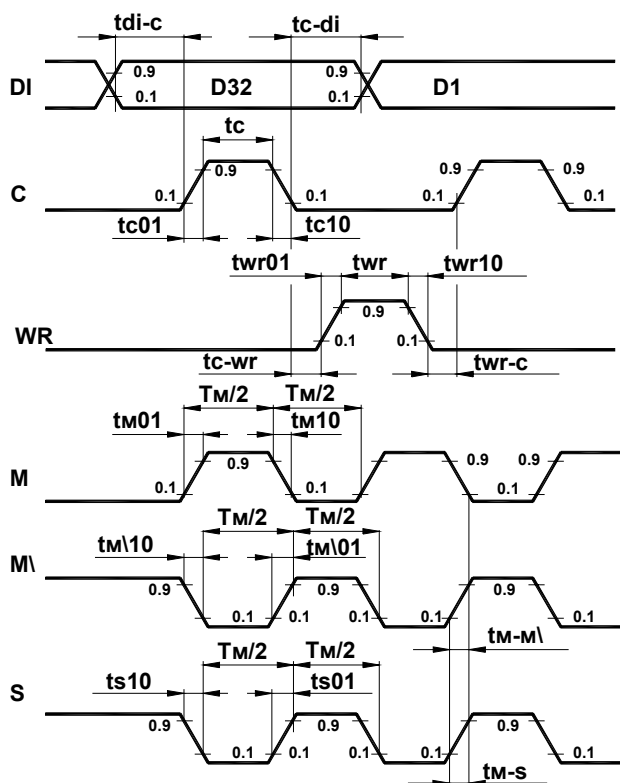 tdi-c tc-di
0.9 0.9
DI D32 D1
0.1 0.1
tc
0.9 0.9 0.9
C
0.1 0.1 0.1 0.1
tc01 tc10
twr01 twr twr10
0.9
WR 0.1 0.1
tc-wr twr-c
Tм/2 Tм/2
tм01 tм10
M 0.9 0.9 0.9
0.1 0.1 0.1
Tм/2 Tм/2
tм\10 tм\01
M\
0.9 0.9 0.9
0.1 0.1 0.1 0.1 0.1
tм-м\
Tм/2 Tм/2
ts10 ts01
S
0.9 0.9 0.9
0.1 0.1 0.1 0.1 0.1
tм-s